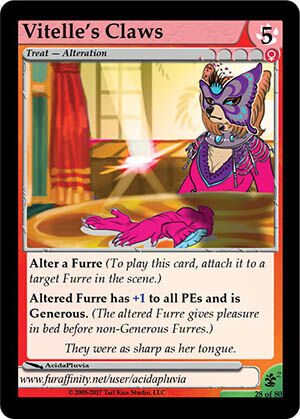 Vitelle's Claws
5
Treat — Alteration
Alter a Furre (To play this card, attach it to
a target Furre in the scene.)
Altered Furre has +1 to all PEs and is
Generous. (The altered Furre gives pleasure
in bed before non-Generous Furres.)
They were as sharp as her tongue.
AcidaPluvia
www.furaffinity.net/user/acidapluvia
© 2008-2017 Tail Kiss Studio, LLC
28 of 80